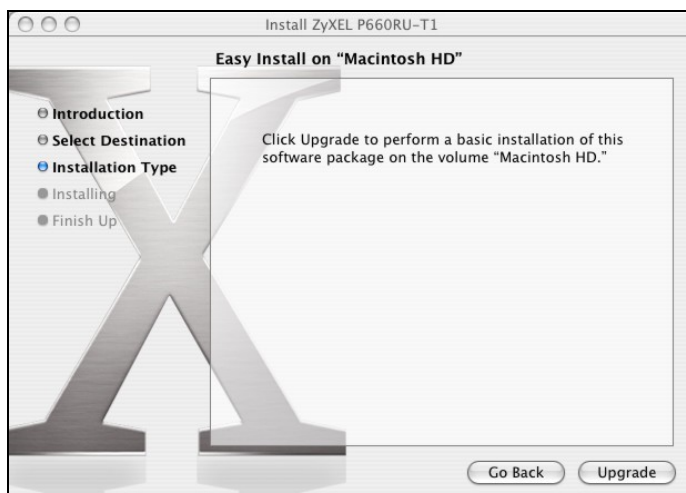 Install ZyXEL P660RU-T1
Easy Install on “Macintosh HD”
Introduction
Select Destination
Installation Type
Installing
Finish Up
Click Upgrade to perform a basic installation of this
software package on the volume “Macintosh HD.”
Go Back
Upgrade